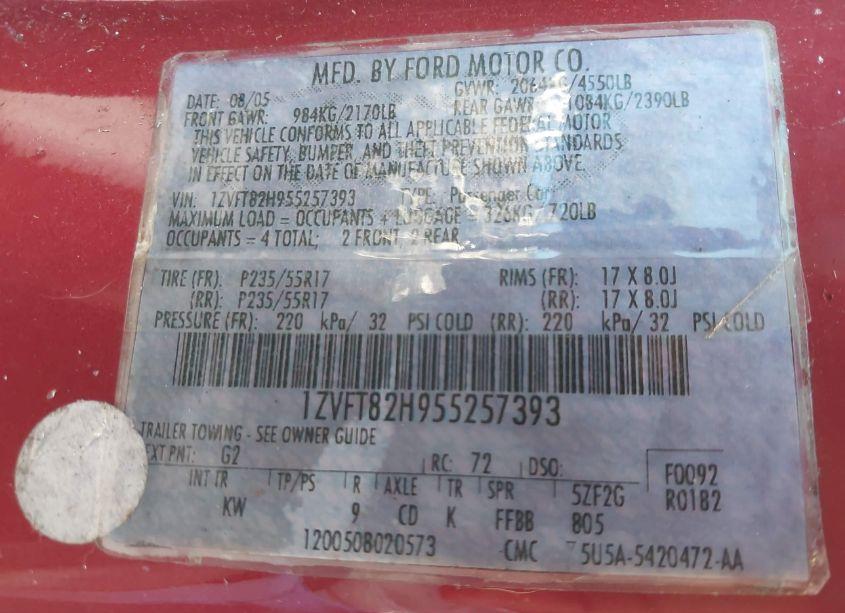 MFD. BY FORD MOTOR CO.
DATE: 08/05 GVWR: 2064KG/4550LB
FRONT GAWR: 984KG/2170LB REAR GAWR: 1084KG/2390LB
THIS VEHICLE CONFORMS TO ALL APPLICABLE FEDERAL MOTOR
VEHICLE SAFETY, BUMPER, AND THEFT PREVENTION STANDARDS
IN EFFECT ON THE DATE OF MANUFACTURE SHOWN ABOVE.
VIN: 1ZVFT82H955257393 TYPE: Passenger Car
MAXIMUM LOAD = OCCUPANTS + LUGGAGE = 326KG/720LB
OCCUPANTS = 4 TOTAL; 2 FRONT, 2 REAR
TIRE (FR): P235/55R17 RIMS (FR): 17 X 8.0J
(RR): P235/55R17 (RR): 17 X 8.0J
PRESSURE (FR): 220 kPa/ 32 PSI COLD (RR): 220 kPa/ 32 PSI COLD
1ZVFT82H955257393
TRAILER TOWING - SEE OWNER GUIDE
EXT PNT: G2 RC: 72 DSO: F0092
INT TR TP/PS R AXLE TR SPR 5ZF2G R0182
KW 9 CD K FFBB 805
1200508020573 CMC 5U5A-5420472-AA